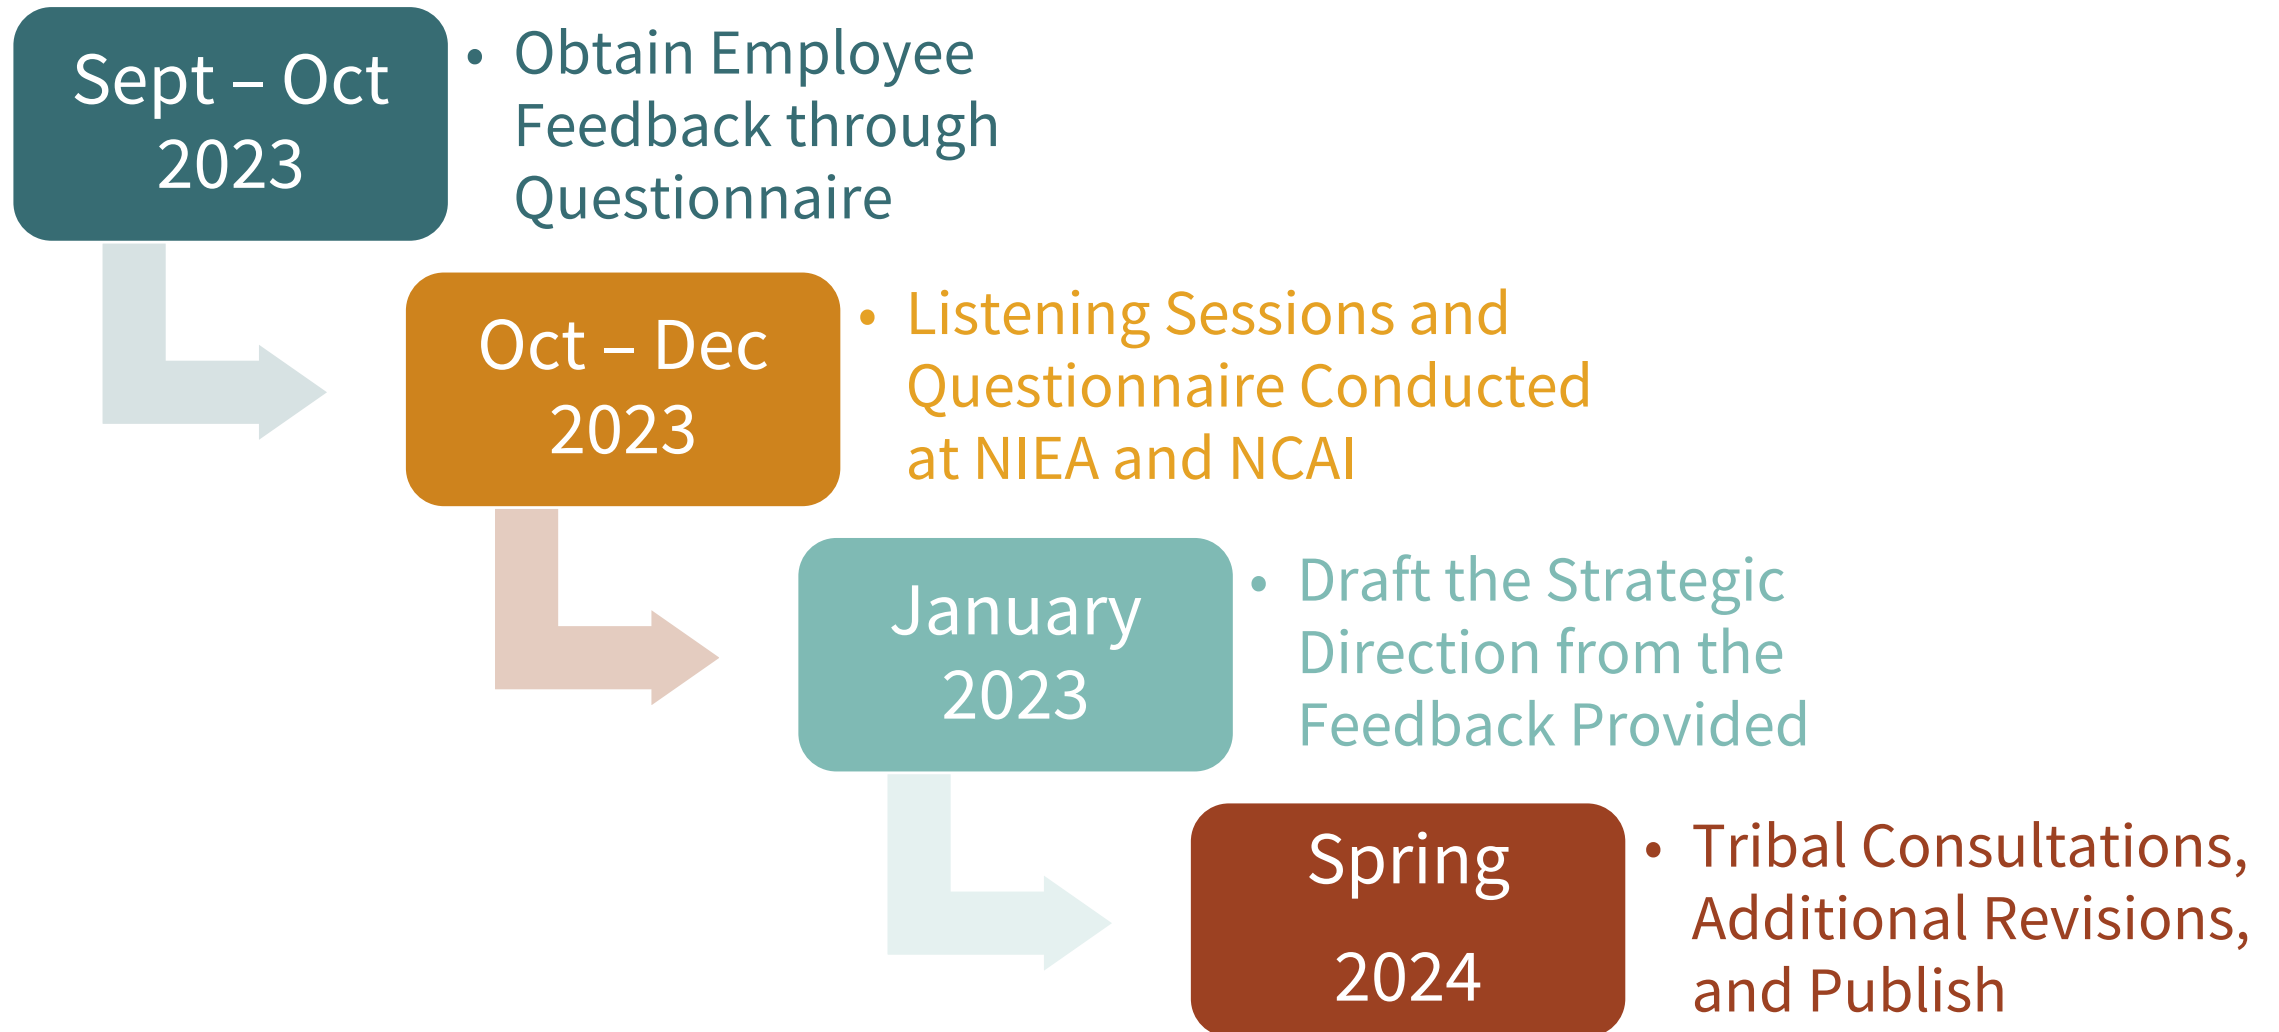 Sept – Oct
2023
• Obtain Employee
Feedback through
Questionnaire
Oct – Dec
2023
• Listening Sessions and
Questionnaire Conducted
at NIEA and NCAI
January
2023
• Draft the Strategic
Direction from the
Feedback Provided
Spring
2024
• Tribal Consultations,
Additional Revisions,
and Publish